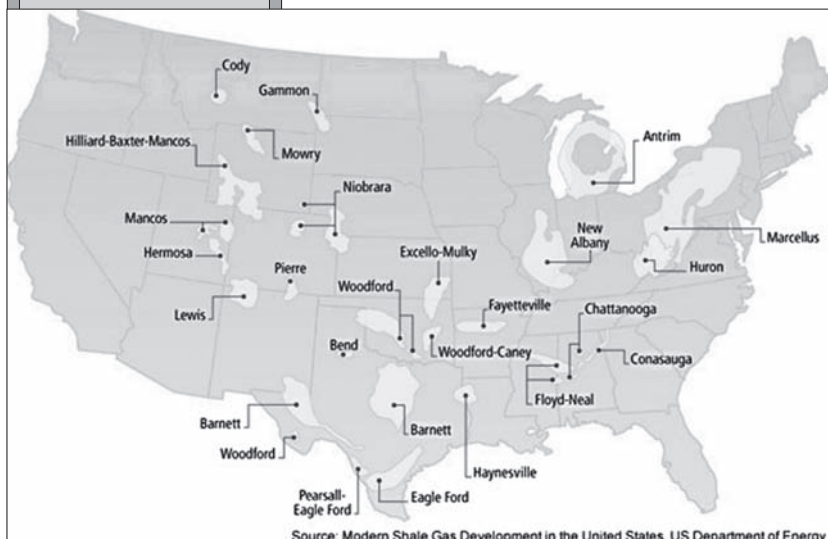 Cody
Gammon
Antrim
Hilliard-Baxter-Mancos
Mowry
Niobrara
Mancos
New
Albany
Marcellus
Hermosa
Excello-Mulky
Pierre
Huron
Woodford
Fayetteville
Chattanooga
Lewis
Bend
Woodford-Caney
Conasauga
Floyd-Neal
Barnett
Barnett
Woodford
Haynesville
Pearsall-
Eagle Ford
Eagle Ford
Source: Modern Shale Gas Development in the United States, US Department of Energy